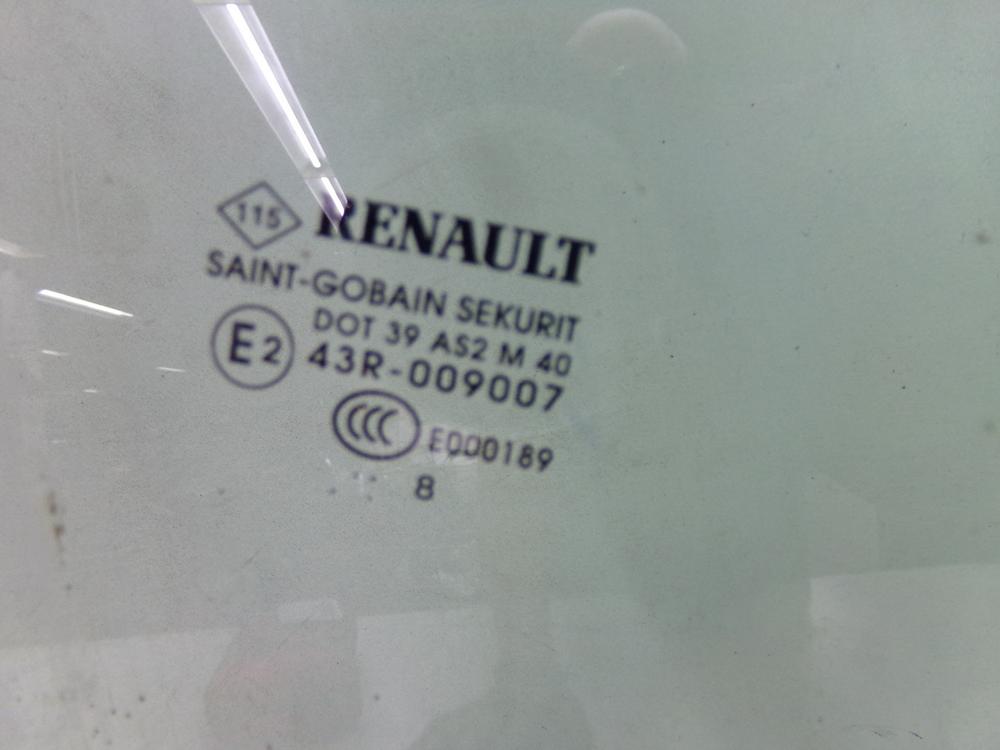 115 RENAULT
SAINT-GOBAIN SEKURIT
DOT 39 AS2 M 40
E2 43R-009007
CCC E000189
8